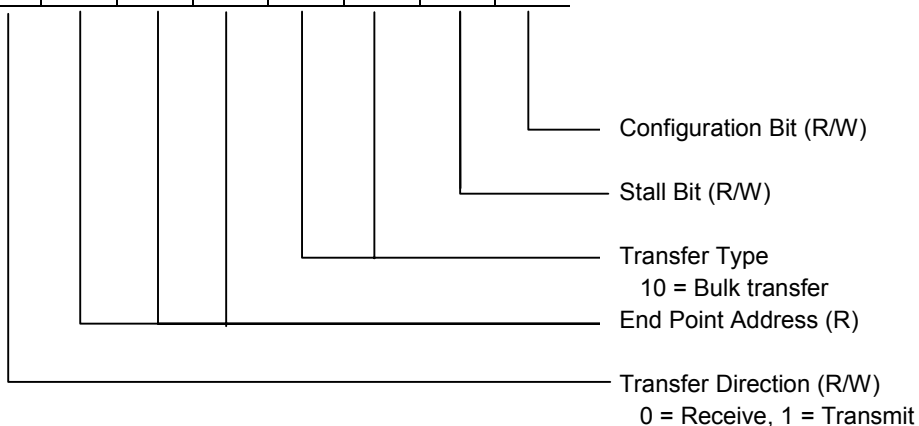 Configuration Bit (R/W)
Stall Bit (R/W)
Transfer Type
10 = Bulk transfer
End Point Address (R)
Transfer Direction (R/W)
0 = Receive, 1 = Transmit